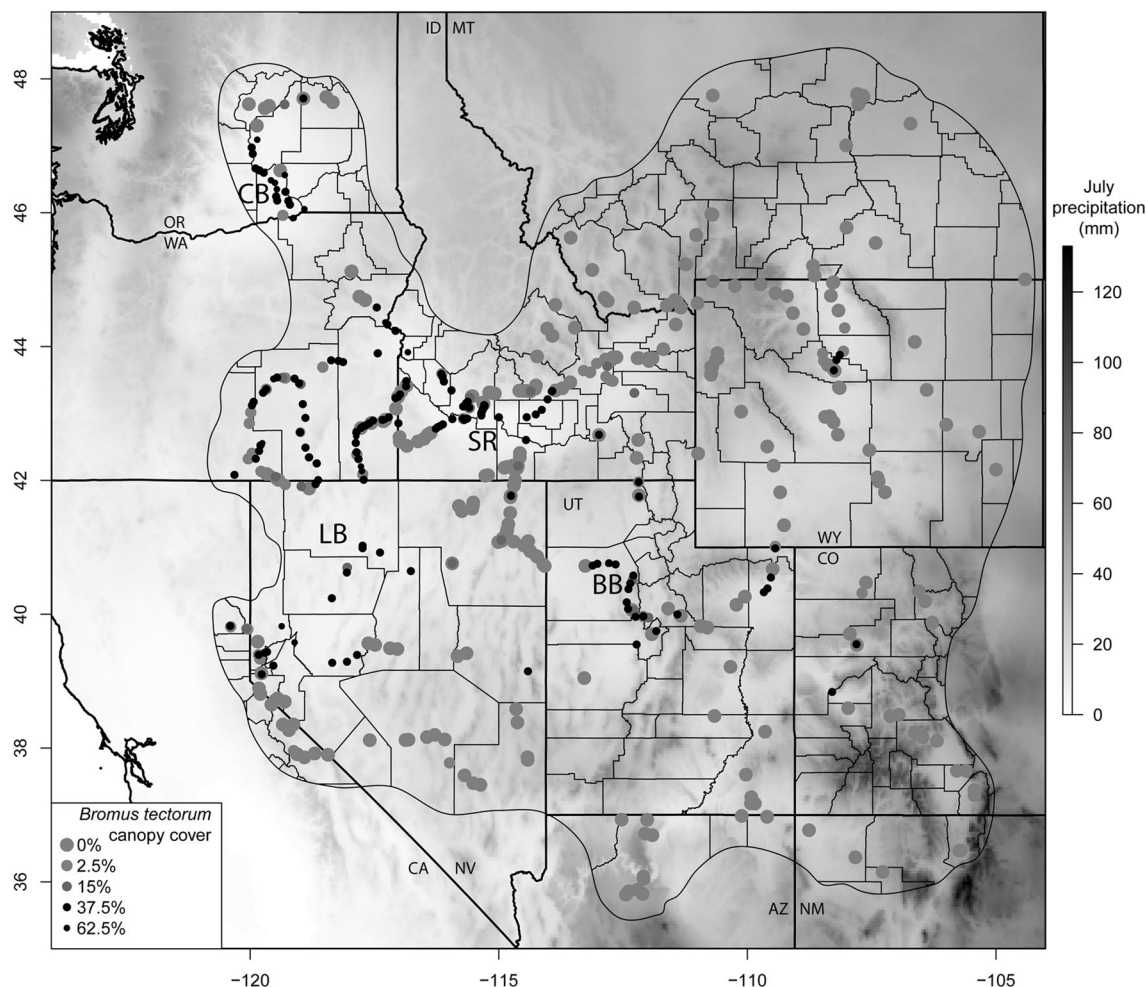 ID MT
48
46
44
42
40
38
36
CB
OR
WA
SR
LB
UT
BB
WY
CO
CA NV
AZ NM
−120
−115
−110
−105
July
precipitation
(mm)
120
100
80
60
40
20
0
Bromus tectorum
canopy cover
0%
2.5%
15%
37.5%
62.5%